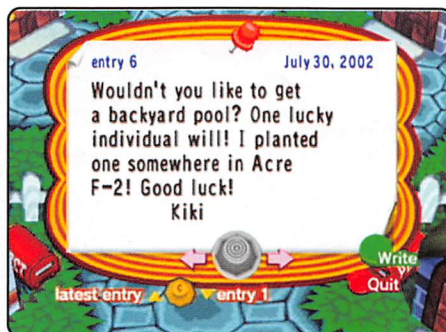 entry 6 July 30, 2002
Wouldn't you like to get
a backyard pool? One lucky
individual will! I planted
one somewhere in Acre
F-2! Good luck!
Kiki
Write
Quit
latest entry entry 1